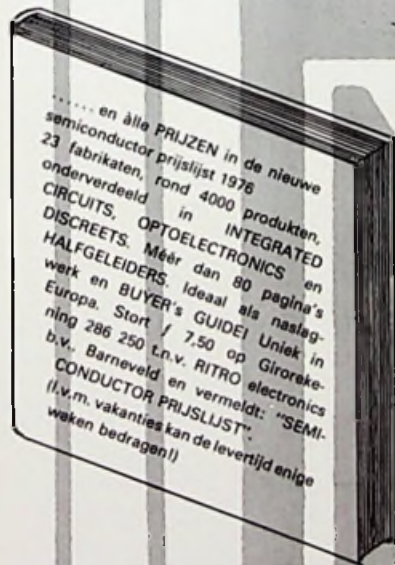 ...... en àlle PRIJZEN in de nieuwe
semiconductor prijslijst 1976
23 fabrikaten, rond 4000 produkten,
onderverdeeld in INTEGRATED
CIRCUITS, OPTOELECTRONICS en
DISCREETS. Méér dan 80 pagina's
HALFGELEIDERS. Ideaal als naslag-
werk en BUYER's GUIDE! Uniek in
Europa. Stort ƒ 7,50 op Giroreke-
ning 286 250 t.n.v. RITRO electronics
b.v., Barneveld en vermeldt: "SEMI-
CONDUCTOR PRIJSLIJST".
(I.v.m. vakanties kan de levertijd enige
weken bedragen!)